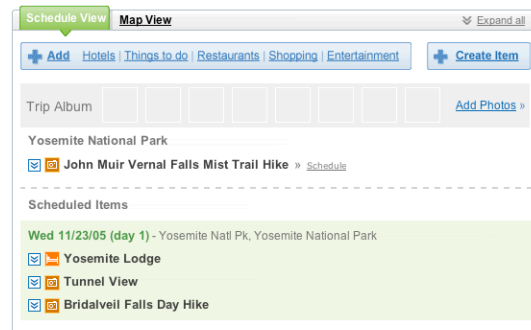 Schedule View Map View Expand all
Add Hotels | Things to do | Restaurants | Shopping | Entertainment Create Item
Trip Album Add Photos »
Yosemite National Park
John Muir Vernal Falls Mist Trail Hike » Schedule
Scheduled Items
Wed 11/23/05 (day 1) - Yosemite Natl Pk, Yosemite National Park
Yosemite Lodge
Tunnel View
Bridalveil Falls Day Hike